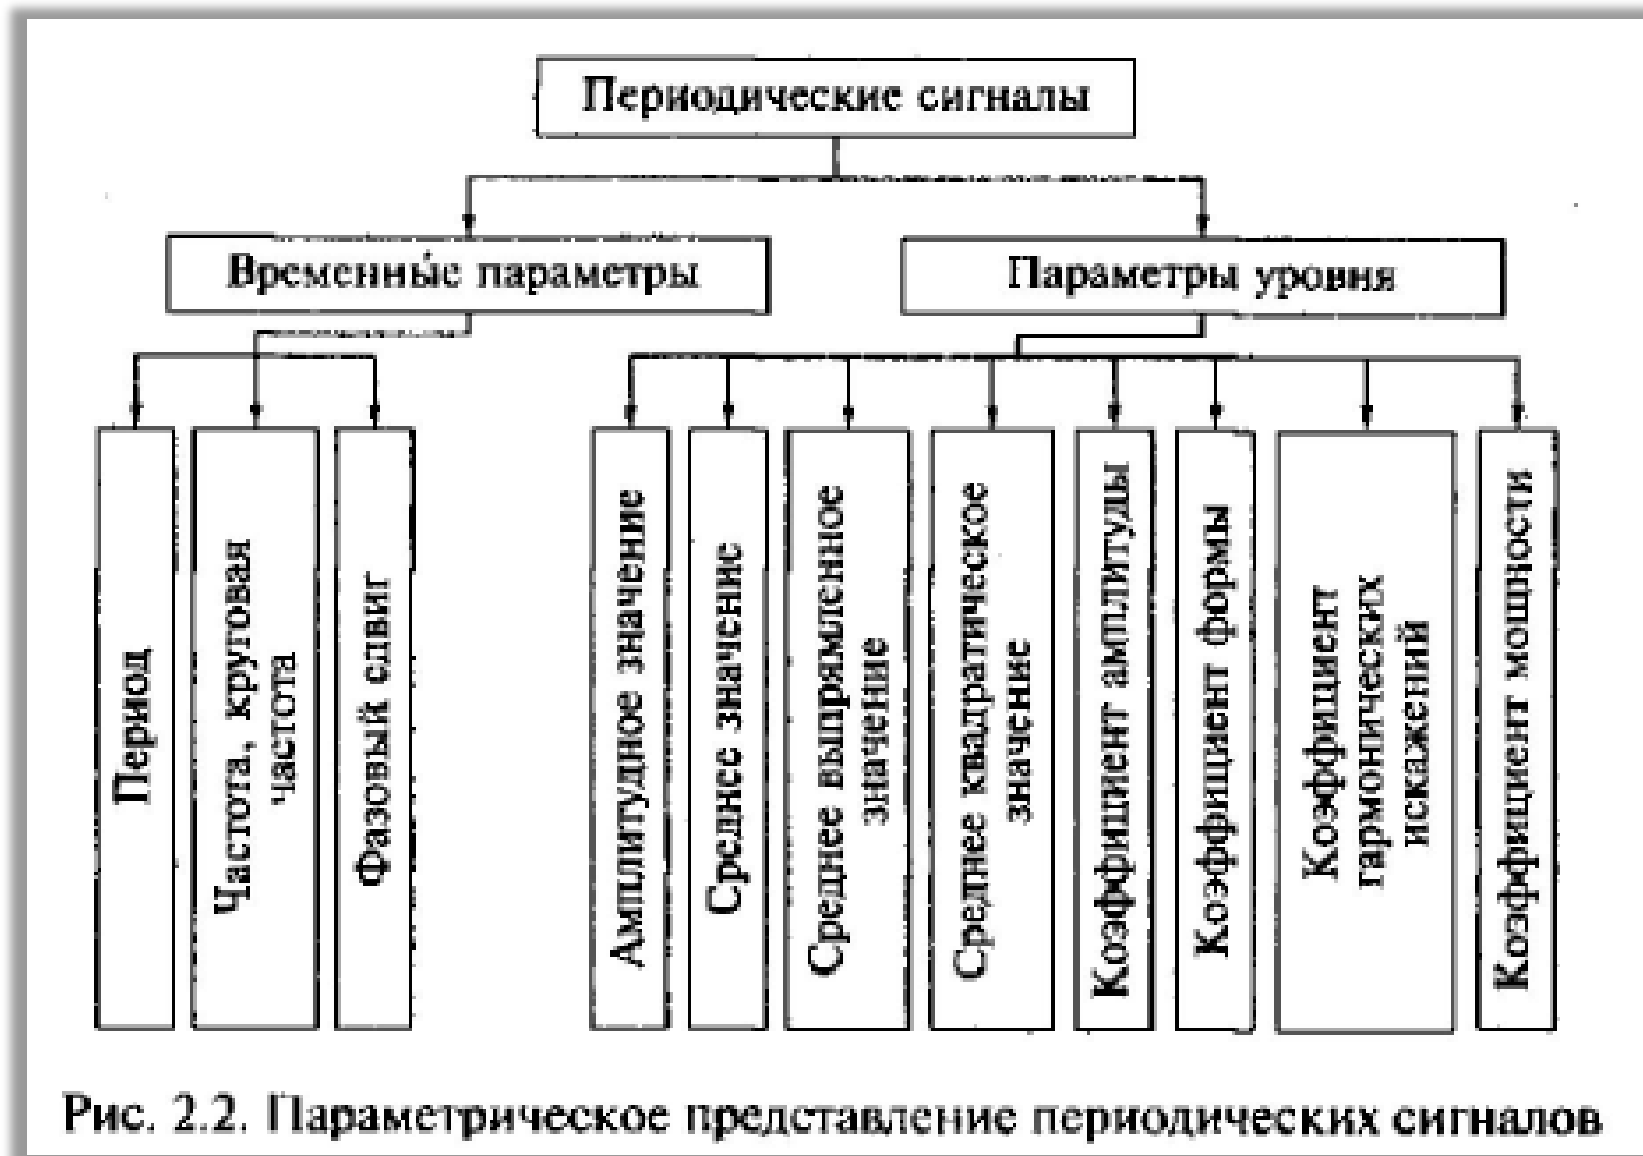 Периодические сигналы
Временные параметры
Параметры уровня
Период
Частота, круговая
частота
Фазовый сдвиг
Амплитудное значение
Среднее значение
Среднее выпрямленное
значение
Среднее квадратическое
значение
Коэффициент амплитуды
Коэффициент формы
Коэффициент
гармонических
искажений
Коэффициент мощности
Рис. 2.2. Параметрическое представление периодических сигналов